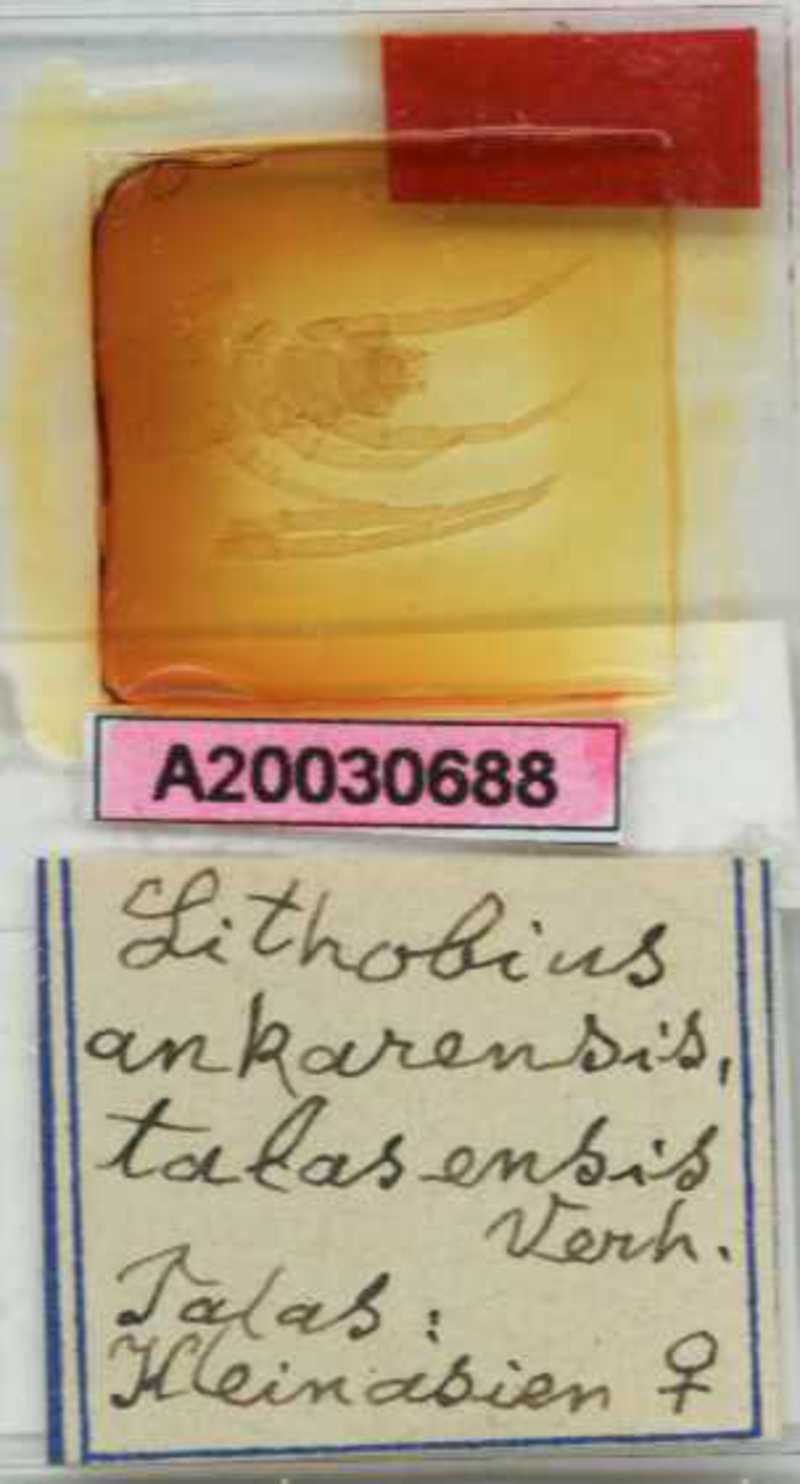 A20030688
Lithobius
ankarensis,
talasensis
Verh.
Talas:
Kleinasien ♀